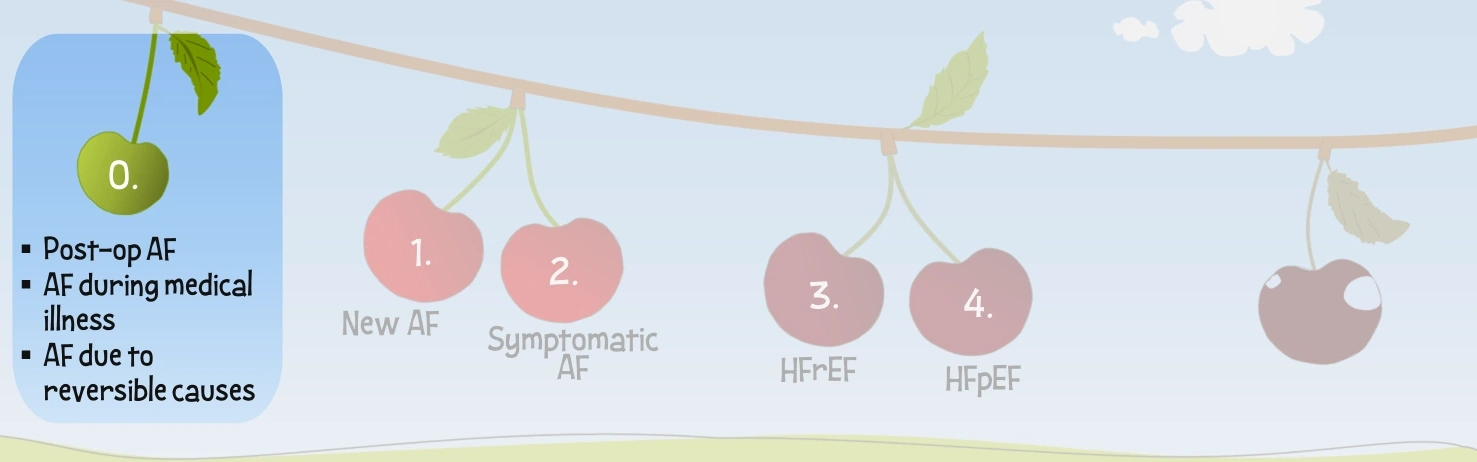 0.
▪ Post-op AF
▪ AF during medical
illness
▪ AF due to
reversible causes
1.
New AF
2.
Symptomatic
AF
3.
HFrEF
4.
HFpEF